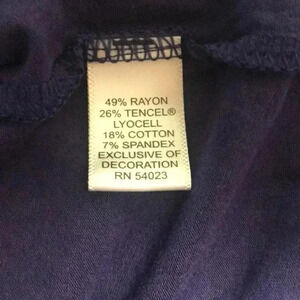 49% RAYON
26% TENCEL®
LYOCELL
18% COTTON
7% SPANDEX
EXCLUSIVE OF
DECORATION
RN 54023